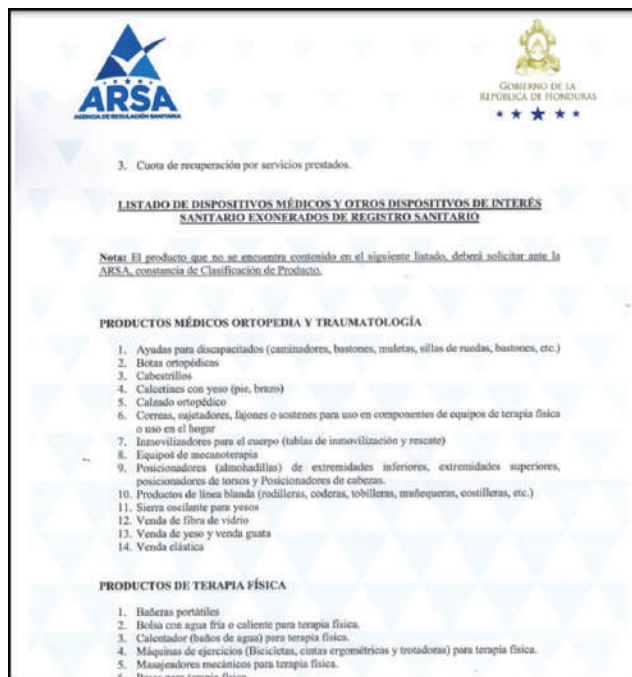 ARSA
AGENCIA DE REGULACIÓN SANITARIA
GOBIERNO DE LA
REPÚBLICA DE HONDURAS
3. Cuota de recuperación por servicios prestados.
LISTADO DE DISPOSITIVOS MÉDICOS Y OTROS DISPOSITIVOS DE INTERÉS
SANITARIO EXONERADOS DE REGISTRO SANITARIO
Nota: El producto que no se encuentra contenido en el siguiente listado, deberá solicitar ante la
ARSA, constancia de Clasificación de Producto.
PRODUCTOS MÉDICOS ORTOPEDIA Y TRAUMATOLOGÍA
1. Ayudas para discapacitados (caminadores, bastones, muletas, sillas de ruedas, bastones, etc.)
2. Botas ortopédicas
3. Cabestrillos
4. Calcetines con yeso (pie, brazo)
5. Calzado ortopédico
6. Correas, sujetadores, fajones o sostenes para uso en componentes de equipos de terapia física
o uso en el hogar
7. Inmovilizadores para el cuerpo (tablas de inmovilización y rescate)
8. Equipos de mecanoterapia
9. Posicionadores (almohadillas) de extremidades inferiores, extremidades superiores,
posicionadores de torsos y Posicionadores de cabezas.
10. Productos de línea blanda (rodilleras, coderas, tobilleras, muñequeras, costilleras, etc.)
11. Sierra oscilante para yesos
12. Venda de fibra de vidrio
13. Venda de yeso y venda guata
14. Venda elástica
PRODUCTOS DE TERAPIA FÍSICA
1. Bañeras portátiles
2. Bolsa con agua fría o caliente para terapia física.
3. Calentador (baños de agua) para terapia física.
4. Máquinas de ejercicios (Bicicletas, cintas ergométricas y trotadoras) para terapia física.
5. Masajeadores mecánicos para terapia física.